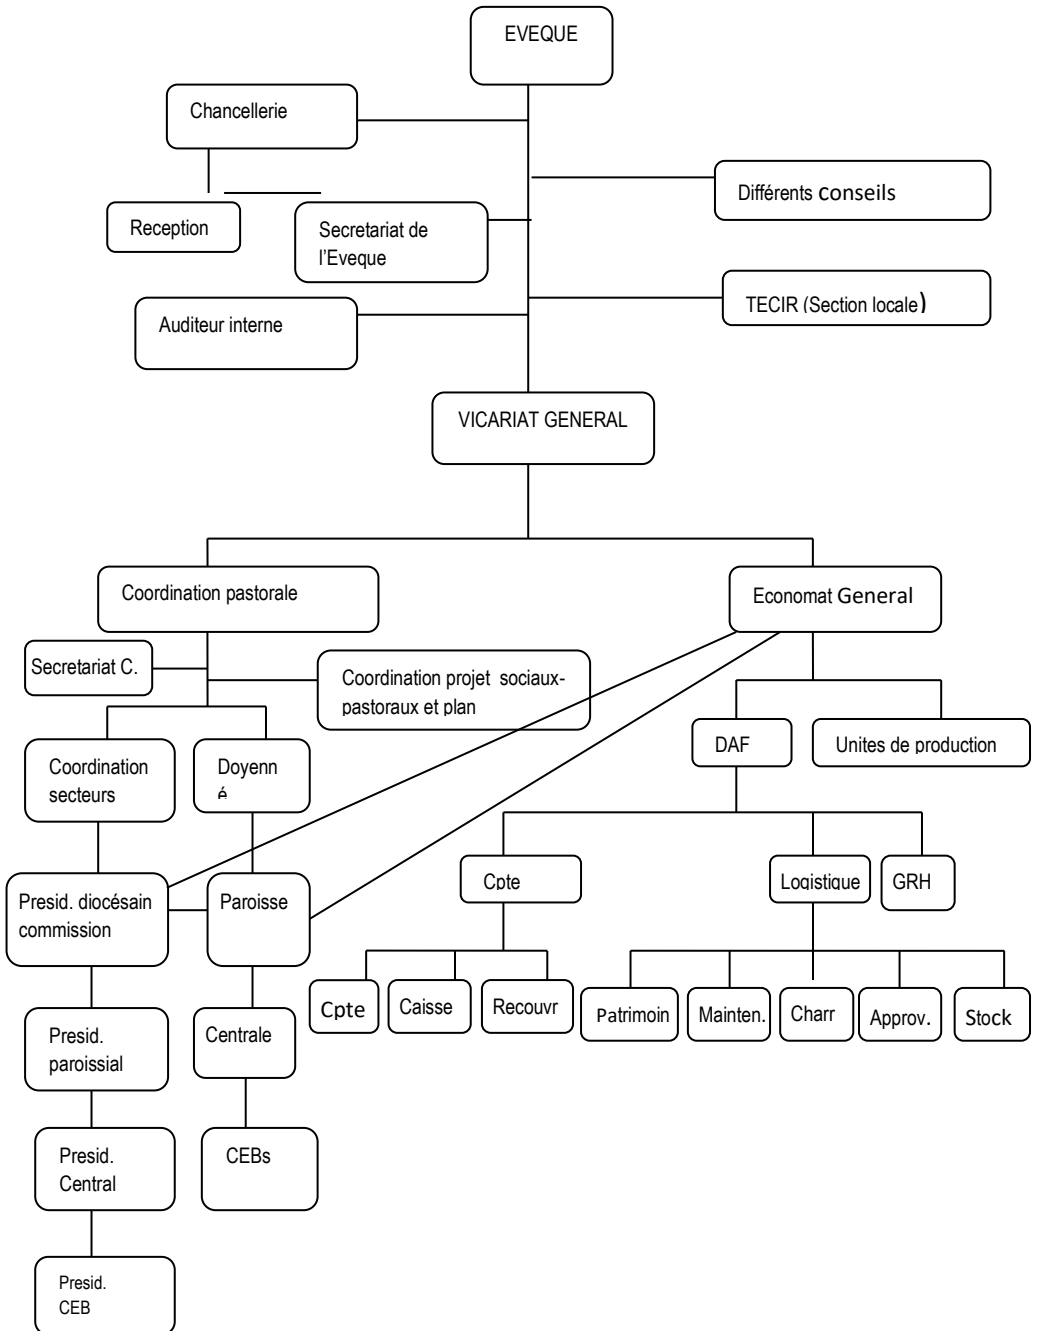 EVEQUE
Chancellerie
Différents conseils
Reception
Secretariat de
l'Eveque
TECIR (Section locale)
Auditeur interne
VICARIAT GENERAL
Coordination pastorale
Economat General
Secretariat C.
Coordination projet sociaux-
pastoraux et plan
DAF
Unites de production
Coordination
secteurs
Doyenn
é
Cpte
Logistique
GRH
Presid. diocésain
commission
Paroisse
Cpte
Caisse
Recouvr
Patrimoin
Mainten.
Charr
Approv.
Stock
Presid.
paroissial
Centrale
Presid.
Central
CEBs
Presid.
CEB